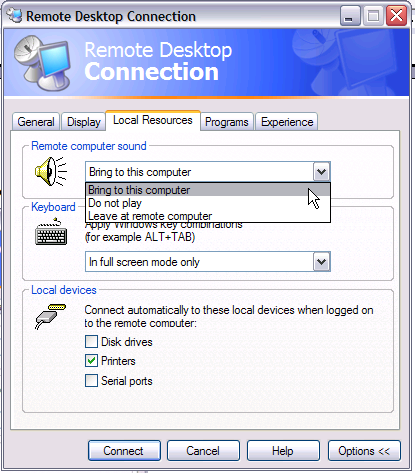 Remote Desktop Connection
Remote Desktop
Connection
General Display Local Resources Programs Experience
Remote computer sound
Bring to this computer
Bring to this computer
Do not play
Leave at remote computer
Keyboard
Apply Windows key combinations
(for example ALT+TAB)
In full screen mode only
Local devices
Connect automatically to these local devices when logged on
to the remote computer:
Disk drives
Printers
Serial ports
Connect Cancel Help Options <<